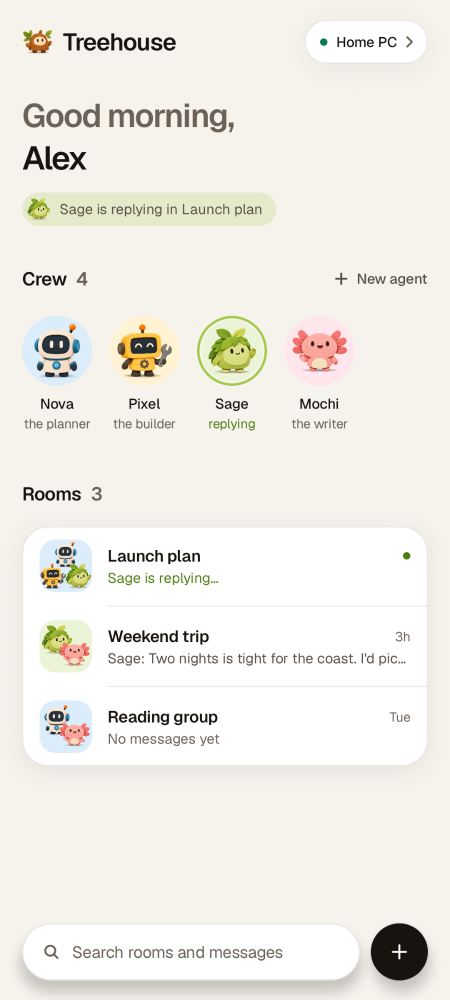 Treehouse
Home PC
Good morning,
Alex
Sage is replying in Launch plan
Crew 4
New agent
Nova
the planner
Pixel
the builder
Sage
replying
Mochi
the writer
Rooms 3
Launch plan
Sage is replying...
Weekend trip
3h
Sage: Two nights is tight for the coast. I'd pic...
Reading group
Tue
No messages yet
Search rooms and messages